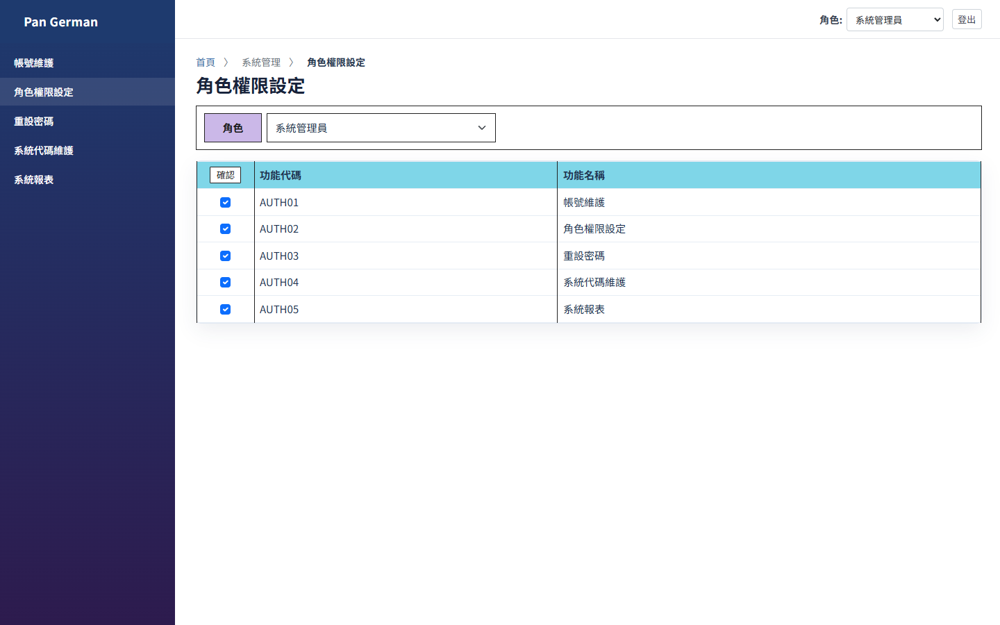 Pan German
帳號維護
角色權限設定
重設密碼
系統代碼維護
系統報表
角色: 系統管理員 登出
首頁 〉 系統管理 〉 角色權限設定
角色權限設定
角色 系統管理員
確認 功能代碼 功能名稱
AUTH01 帳號維護
AUTH02 角色權限設定
AUTH03 重設密碼
AUTH04 系統代碼維護
AUTH05 系統報表